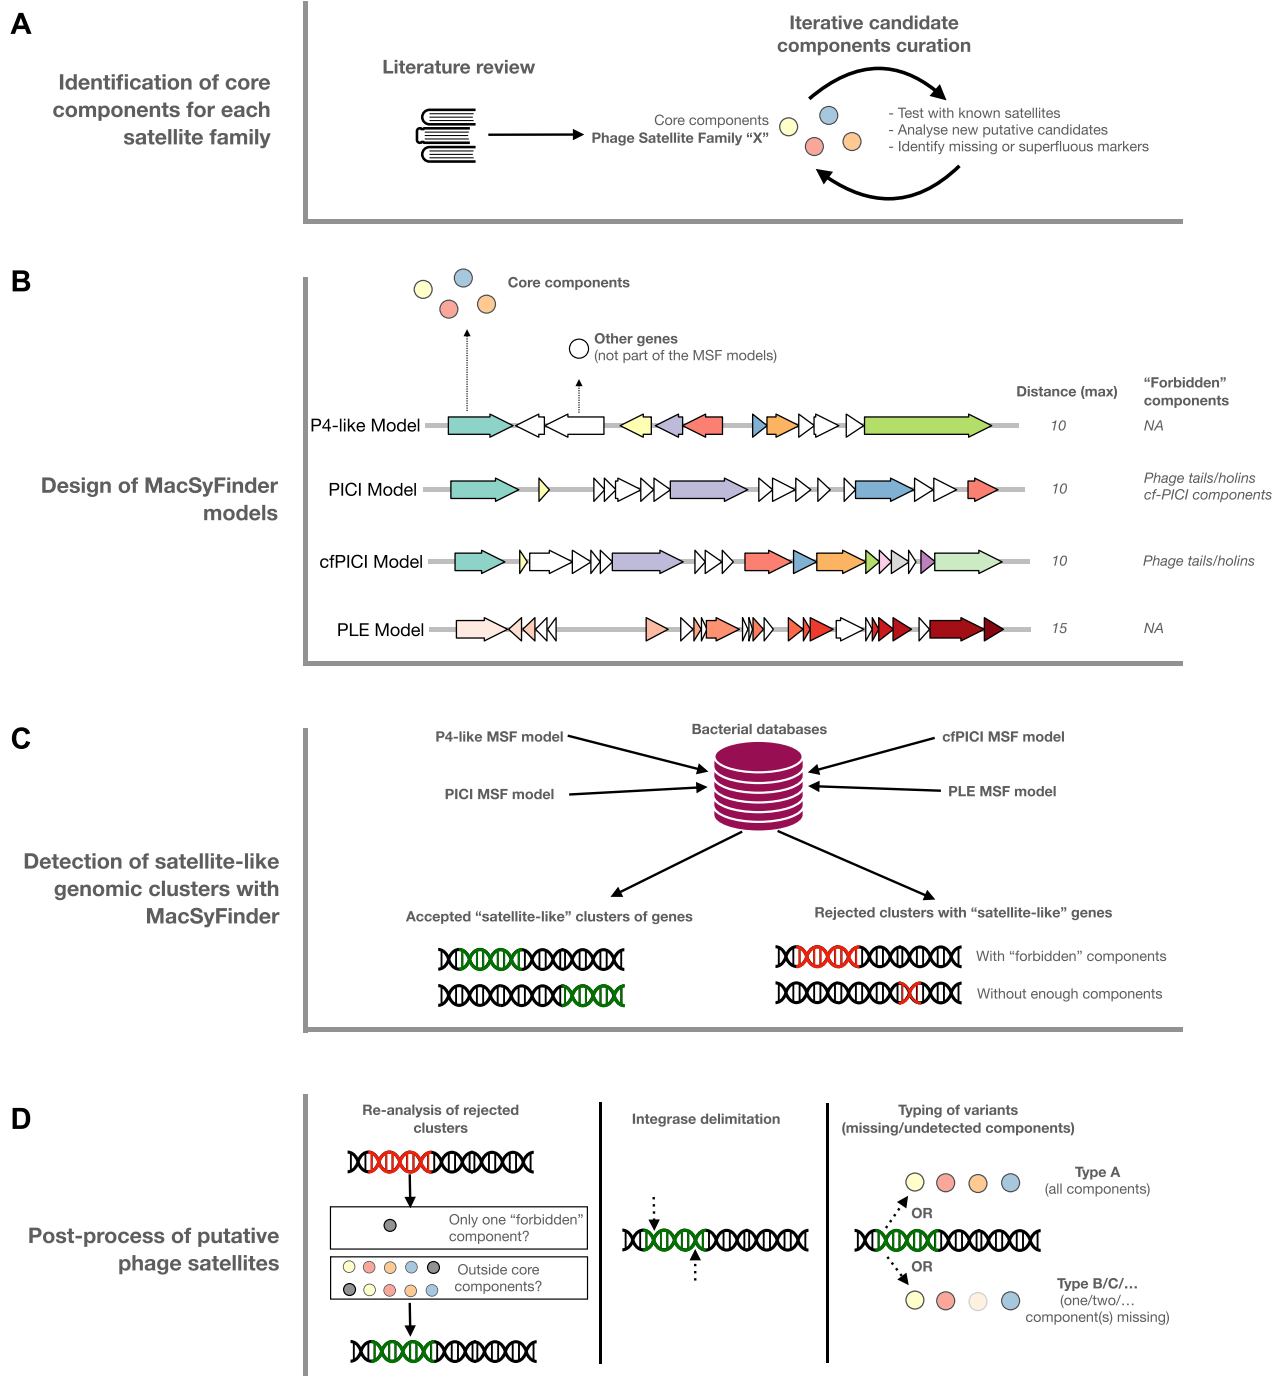 A
Identification of core
components for each
satellite family
Literature review
Iterative candidate
components curation
Core components
Phage Satellite Family “X”
- Test with known satellites
- Analyse new putative candidates
- Identify missing or superfluous markers
B
Design of MacSyFinder
models
Core components
Other genes
(not part of the MSF models)
Distance (max)
“Forbidden”
components
P4-like Model
10
NA
PICI Model
10
Phage tails/holins
cf-PICI components
cfPICI Model
10
Phage tails/holins
PLE Model
15
NA
C
Detection of satellite-like
genomic clusters with
MacSyFinder
Bacterial databases
P4-like MSF model
cfPICI MSF model
PICI MSF model
PLE MSF model
Accepted “satellite-like” clusters of genes
Rejected clusters with “satellite-like” genes
With “forbidden” components
Without enough components
D
Post-process of putative
phage satellites
Re-analysis of rejected
clusters
Only one “forbidden”
component?
Outside core
components?
Integrase delimitation
Typing of variants
(missing/undetected components)
Type A
(all components)
OR
OR
Type B/C/...
(one/two/...
component(s) missing)